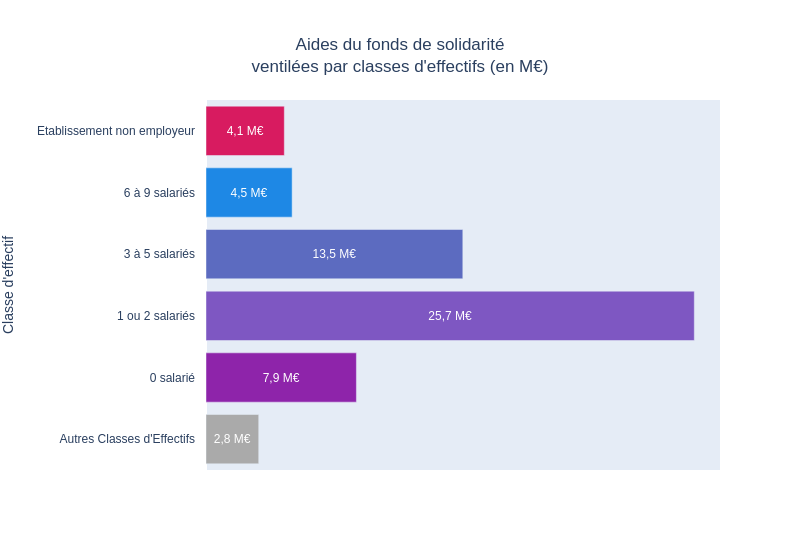 Aides du fonds de solidarité
ventilées par classes d'effectifs (en M€)
Classe d'effectif
Etablissement non employeur
4,1 M€
6 à 9 salariés
4,5 M€
3 à 5 salariés
13,5 M€
1 ou 2 salariés
25,7 M€
0 salarié
7,9 M€
Autres Classes d'Effectifs
2,8 M€